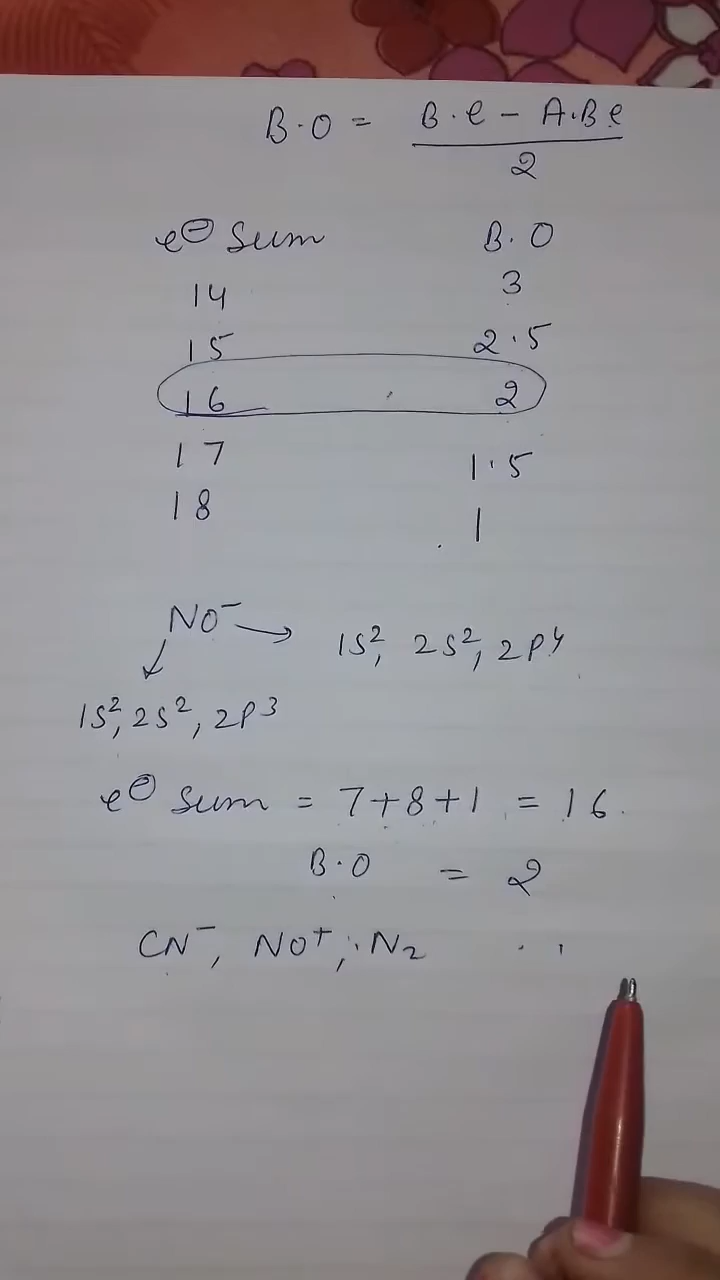 B.O = B.e - A.Be / 2
e⊖ Sum B.O
14 3
15 2.5
16 2
17 1.5
18 1
NO⁻ → 1S², 2S², 2P⁴
1S², 2S², 2P³
e⊖ Sum = 7+8+1 = 16.
B.O = 2
CN⁻, NO⁺, N₂